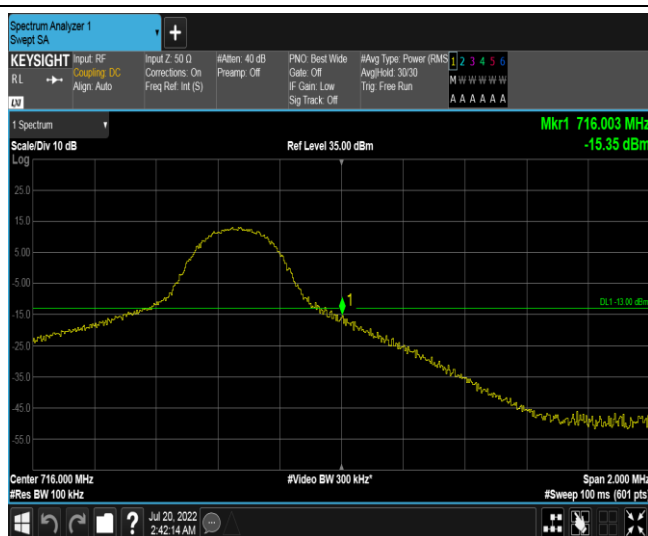 Spectrum Analyzer 1
Swept SA
+
KEYSIGHT
RL
LXI
Input: RF
Coupling: DC
Align: Auto
Input Z: 50 Ω
Corrections: On
Freq Ref: Int (S)
#Atten: 40 dB
Preamp: Off
PNO: Best Wide
Gate: Off
IF Gain: Low
Sig Track: Off
#Avg Type: Power (RMS
Avg|Hold: 30/30
Trig: Free Run
1 2 3 4 5 6
M W W W W W
A A A A A A
1 Spectrum
Mkr1 716.003 MHz
Scale/Div 10 dB
Ref Level 35.00 dBm
-15.35 dBm
Log
25.0
15.0
5.00
-5.00
1
DL1 -13.00 dBm
-15.0
-25.0
-35.0
-45.0
-55.0
Center 716.000 MHz
#Video BW 300 kHz*
Span 2.000 MHz
#Res BW 100 kHz
#Sweep 100 ms (601 pts)
?
Jul 20, 2022
2:42:14 AM